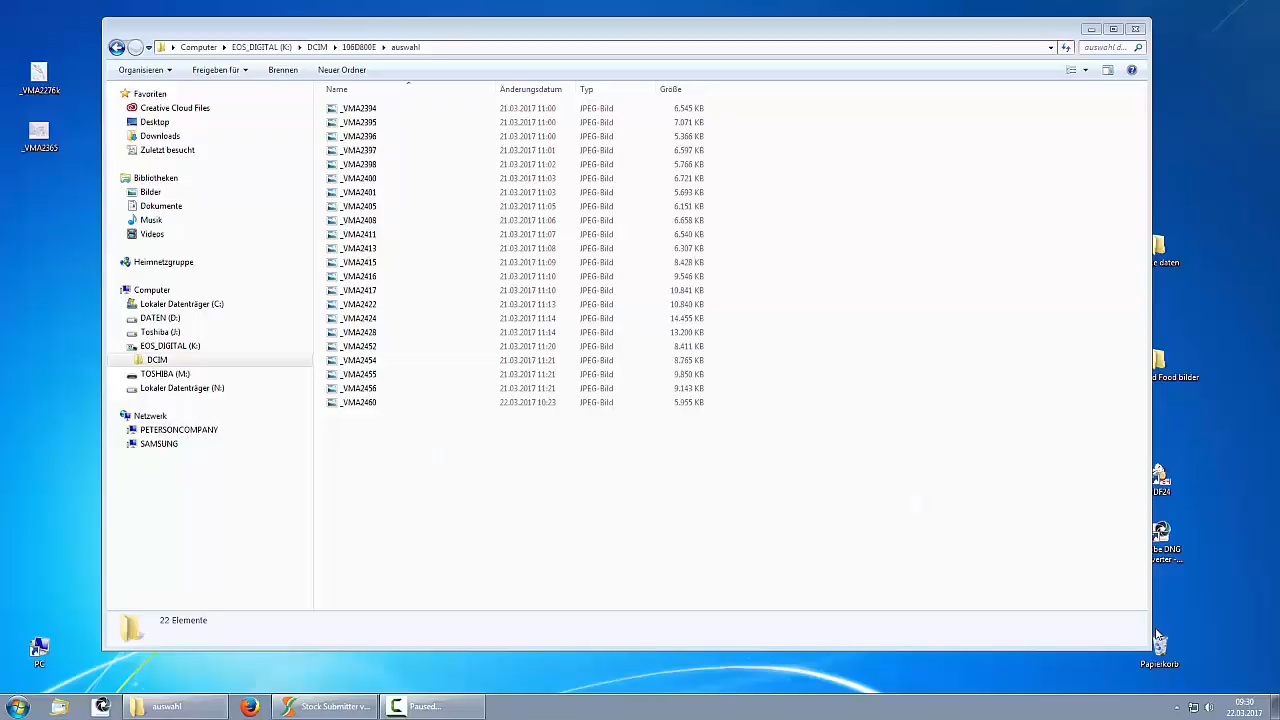 _VMA2276k
_VMA2365
PC
Computer EOS_DIGITAL (K:) DCIM 106D800E auswahl
auswahl d...
Organisieren Freigeben für Brennen Neuer Ordner
Favoriten
Creative Cloud Files
Desktop
Downloads
Zuletzt besucht
Bibliotheken
Bilder
Dokumente
Musik
Videos
Heimnetzgruppe
Computer
Lokaler Datenträger (C:)
DATEN (D:)
Toshiba (J:)
EOS_DIGITAL (K:)
DCIM
TOSHIBA (M:)
Lokaler Datenträger (N:)
Netzwerk
PETERSONCOMPANY
SAMSUNG
Name Änderungsdatum Typ Größe
_VMA2394 21.03.2017 11:00 JPEG-Bild 6.545 KB
_VMA2395 21.03.2017 11:00 JPEG-Bild 7.071 KB
_VMA2396 21.03.2017 11:00 JPEG-Bild 5.366 KB
_VMA2397 21.03.2017 11:01 JPEG-Bild 6.597 KB
_VMA2398 21.03.2017 11:02 JPEG-Bild 5.766 KB
_VMA2400 21.03.2017 11:03 JPEG-Bild 6.721 KB
_VMA2401 21.03.2017 11:03 JPEG-Bild 5.693 KB
_VMA2405 21.03.2017 11:05 JPEG-Bild 6.151 KB
_VMA2408 21.03.2017 11:06 JPEG-Bild 6.658 KB
_VMA2411 21.03.2017 11:07 JPEG-Bild 6.540 KB
_VMA2413 21.03.2017 11:08 JPEG-Bild 6.307 KB
_VMA2415 21.03.2017 11:09 JPEG-Bild 8.428 KB
_VMA2416 21.03.2017 11:10 JPEG-Bild 9.546 KB
_VMA2417 21.03.2017 11:10 JPEG-Bild 10.841 KB
_VMA2422 21.03.2017 11:13 JPEG-Bild 10.840 KB
_VMA2424 21.03.2017 11:14 JPEG-Bild 14.455 KB
_VMA2428 21.03.2017 11:14 JPEG-Bild 13.200 KB
_VMA2452 21.03.2017 11:20 JPEG-Bild 8.411 KB
_VMA2454 21.03.2017 11:21 JPEG-Bild 8.765 KB
_VMA2455 21.03.2017 11:21 JPEG-Bild 9.850 KB
_VMA2456 21.03.2017 11:21 JPEG-Bild 9.143 KB
_VMA2460 22.03.2017 10:23 JPEG-Bild 5.955 KB
22 Elemente
e daten
d Food bilder
DF24
be DNG
verter -...
Papierkorb
auswahl
Stock Submitter v...
Paused...
09:30
22.03.2017